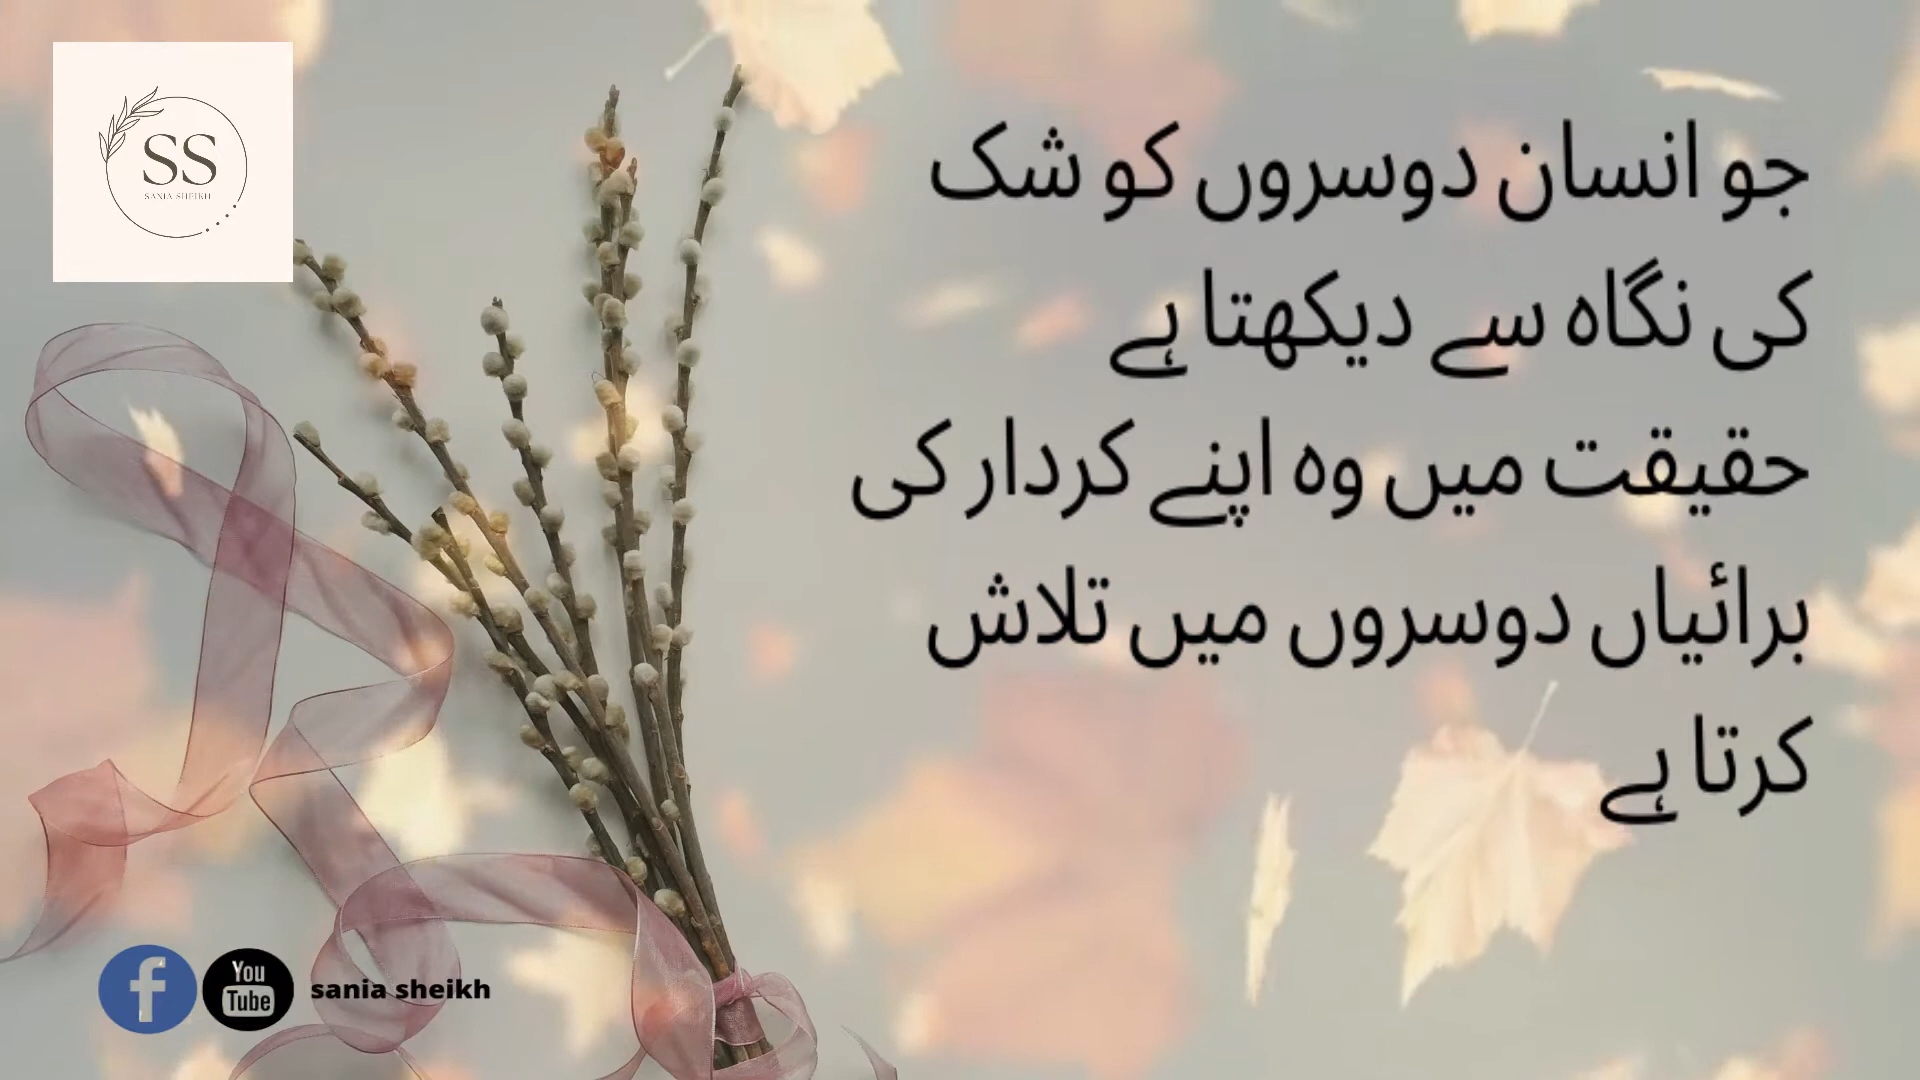 SS
SANIA SHEIKH
جو انسان دوسروں کو شک
کی نگاہ سے دیکھتا ہے
حقیقت میں وہ اپنے کردار کی
برائیاں دوسروں میں تلاش
کرتا ہے
f
You
Tube
sania sheikh